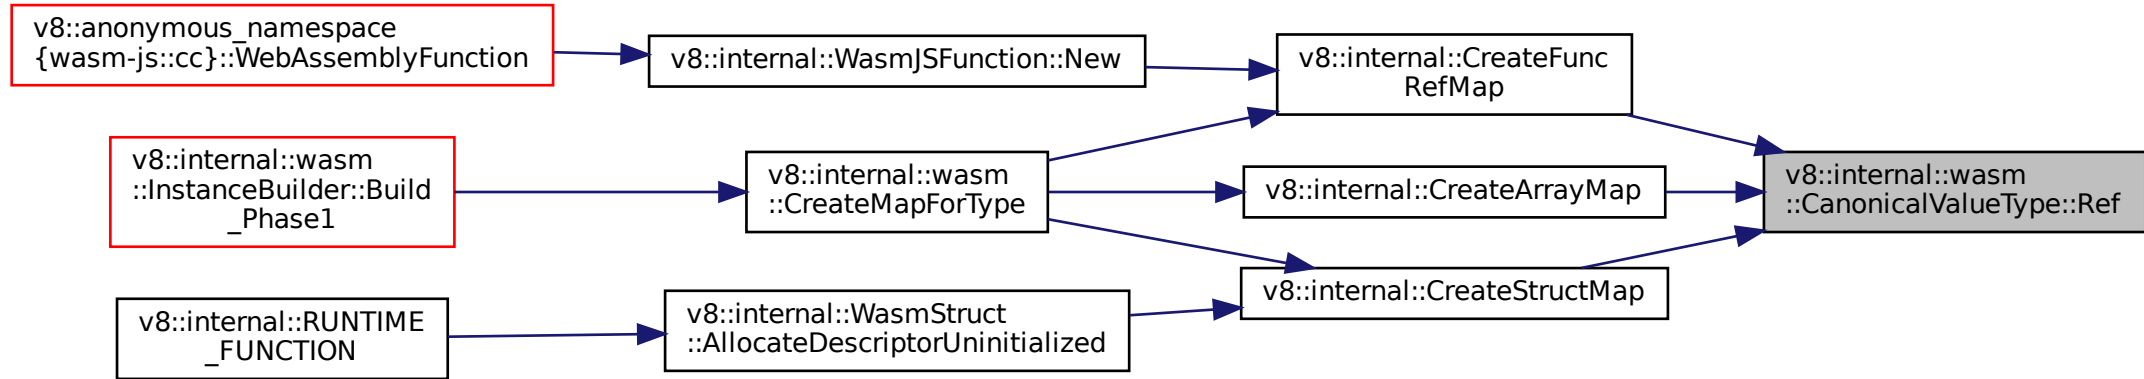 v8::anonymous_namespace
{wasm-js::cc}::WebAssemblyFunction
v8::internal::WasmJSFunction::New
v8::internal::CreateFunc
RefMap
v8::internal::wasm
::InstanceBuilder::Build
_Phase1
v8::internal::wasm
::CreateMapForType
v8::internal::CreateArrayMap
v8::internal::wasm
::CanonicalValueType::Ref
v8::internal::RUNTIME
_FUNCTION
v8::internal::WasmStruct
::AllocateDescriptorUninitialized
v8::internal::CreateStructMap